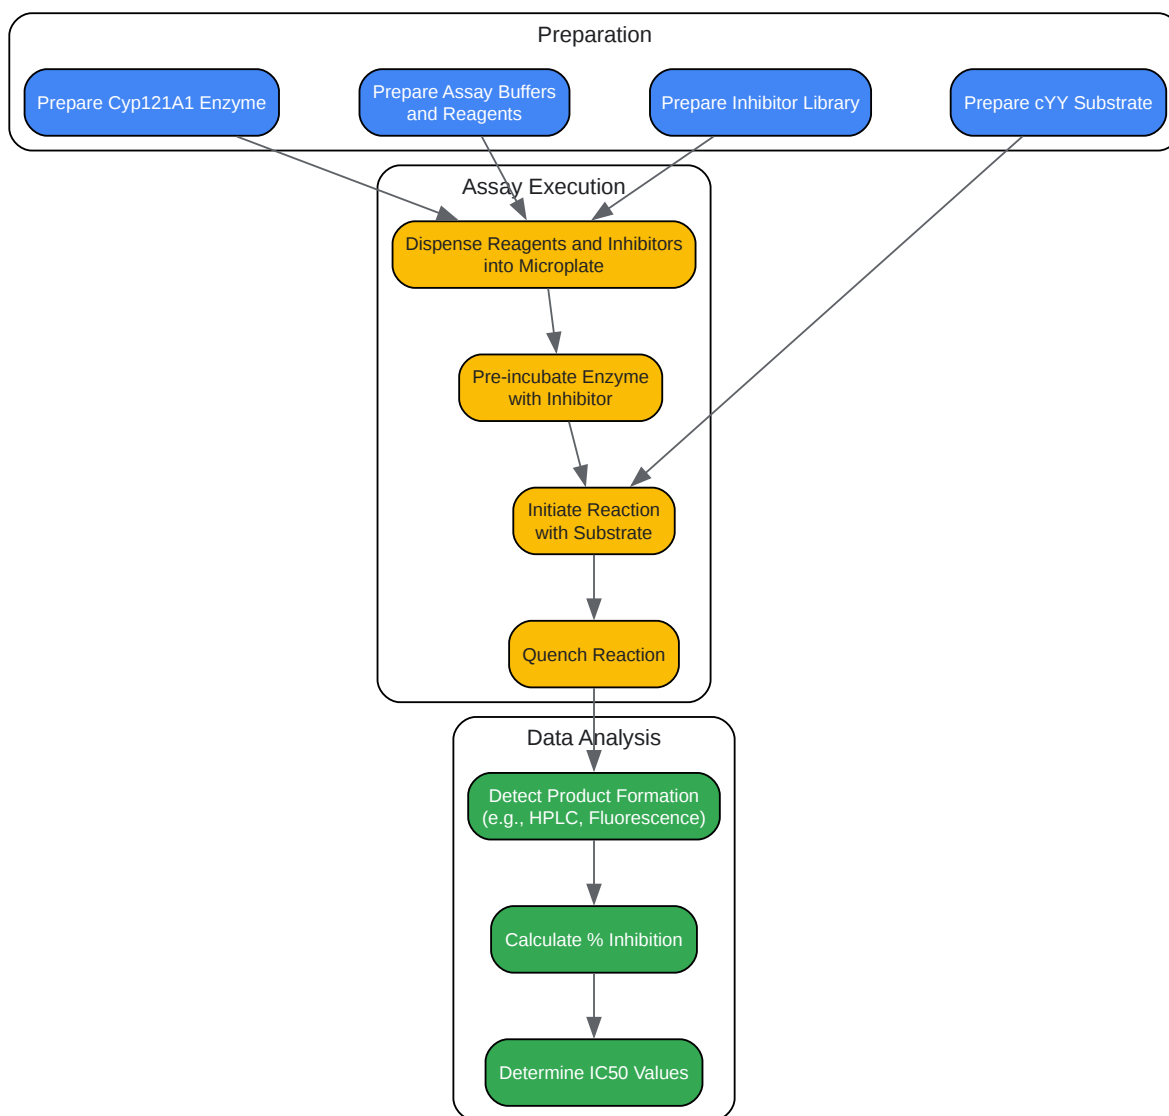 Preparation
Prepare Cyp121A1 Enzyme
Prepare Assay Buffers
and Reagents
Prepare Inhibitor Library
Prepare cYY Substrate
Assay Execution
Dispense Reagents and Inhibitors
into Microplate
Pre-incubate Enzyme
with Inhibitor
Initiate Reaction
with Substrate
Quench Reaction
Data Analysis
Detect Product Formation
(e.g., HPLC, Fluorescence)
Calculate % Inhibition
Determine IC50 Values